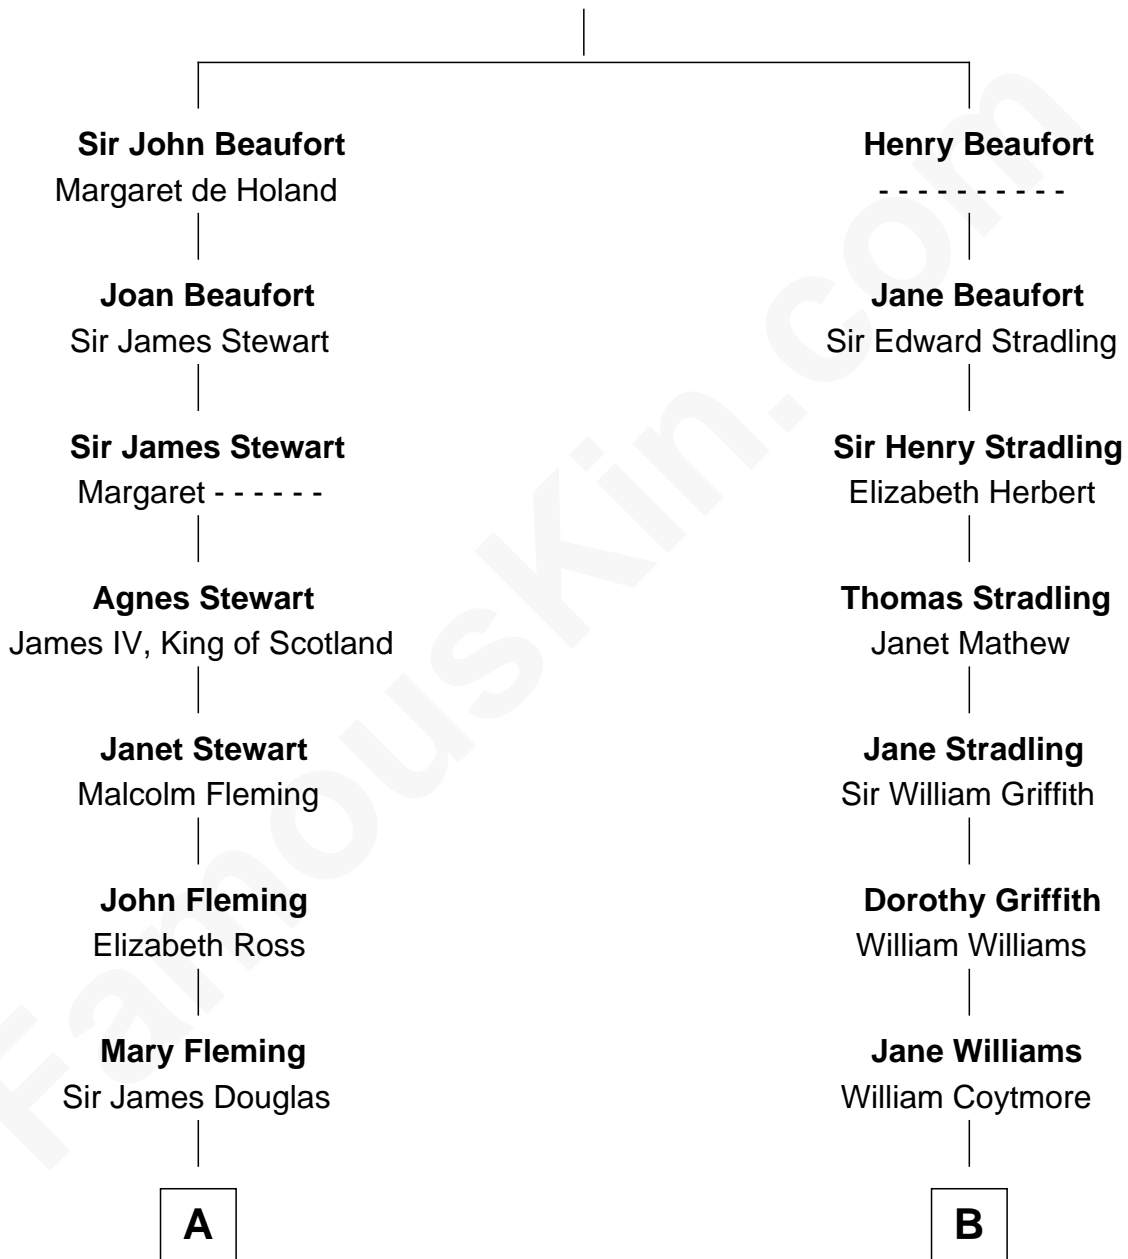 Sir John Beaufort
Margaret de Holand
Joan Beaufort
Sir James Stewart
Sir James Stewart
Margaret - - - - - -
Agnes Stewart
James IV, King of Scotland
Janet Stewart
Malcolm Fleming
John Fleming
Elizabeth Ross
Mary Fleming
Sir James Douglas
A
Henry Beaufort
- - - - - - - - - -
Jane Beaufort
Sir Edward Stradling
Sir Henry Stradling
Elizabeth Herbert
Thomas Stradling
Janet Mathew
Jane Stradling
Sir William Griffith
Dorothy Griffith
William Williams
Jane Williams
William Coytmore
B
FamousKin.com